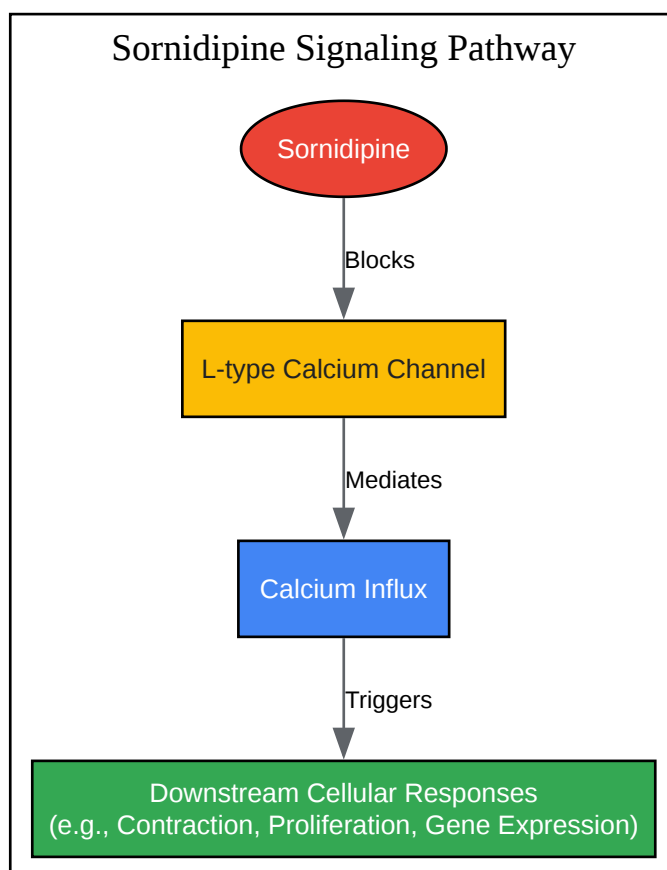 Sornidipine Signaling Pathway
Sornidipine
Blocks
L-type Calcium Channel
Mediates
Calcium Influx
Triggers
Downstream Cellular Responses
(e.g., Contraction, Proliferation, Gene Expression)